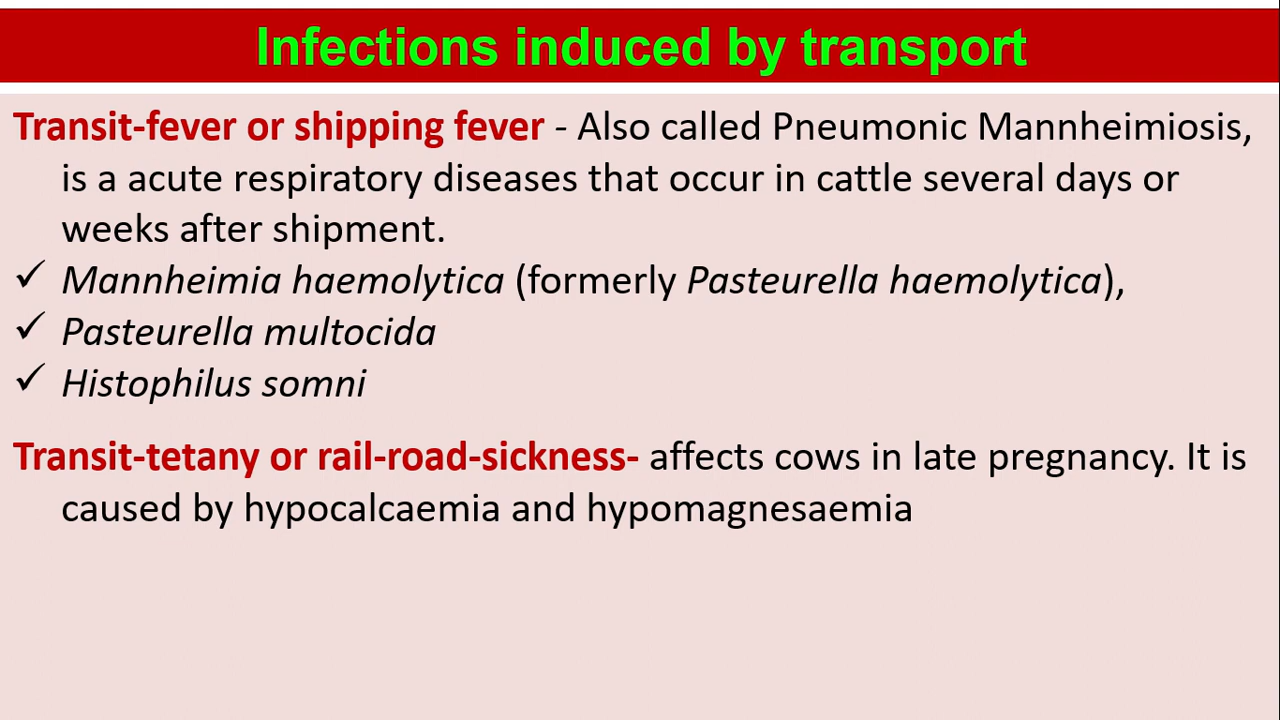 Infections induced by transport
Transit-fever or shipping fever - Also called Pneumonic Mannheimiosis,
is a acute respiratory diseases that occur in cattle several days or
weeks after shipment.
✓ Mannheimia haemolytica (formerly Pasteurella haemolytica),
✓ Pasteurella multocida
✓ Histophilus somni
Transit-tetany or rail-road-sickness- affects cows in late pregnancy. It is
caused by hypocalcaemia and hypomagnesaemia